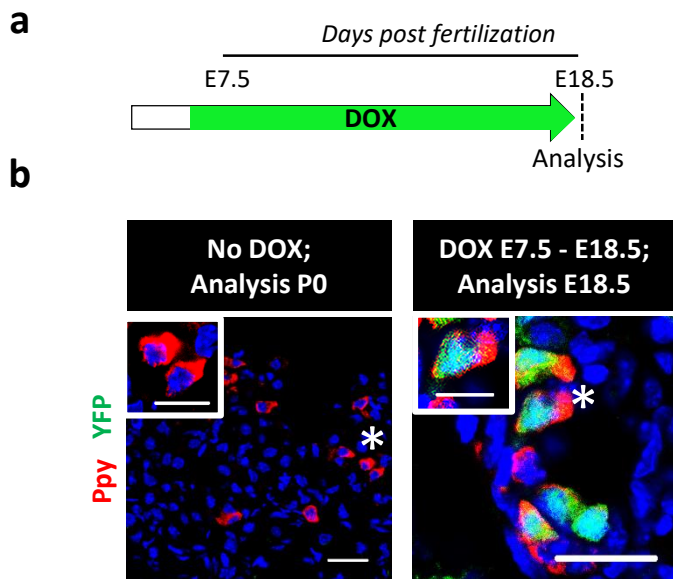 a
Days post fertilization
E7.5
E18.5
DOX
Analysis
b
No DOX;
Analysis P0
DOX E7.5 - E18.5;
Analysis E18.5
Ppy YFP
*
*